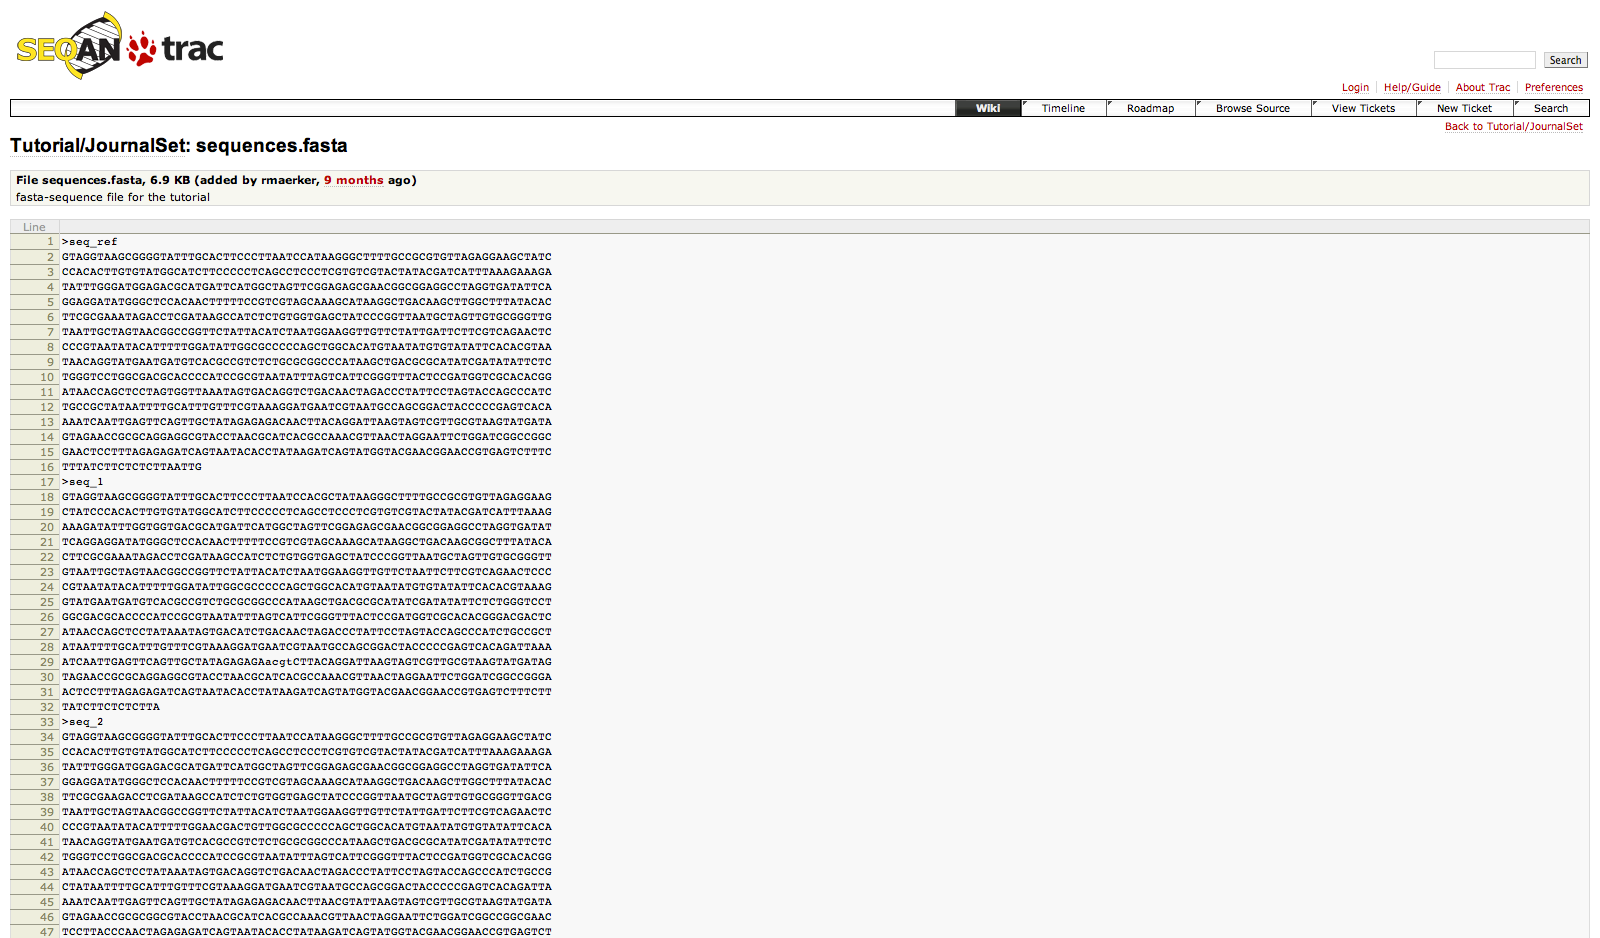 SEQAN trac
Search
Login Help/Guide About Trac Preferences
Wiki Timeline Roadmap Browse Source View Tickets New Ticket Search
Back to Tutorial/JournalSet
Tutorial/JournalSet: sequences.fasta
File sequences.fasta, 6.9 KB (added by rmaerker, 9 months ago)
fasta-sequence file for the tutorial
Line
1 >seq_ref
2 GTAGGTAAGCGGGGTATTTGCACTTCCCTTAATCCATAAGGGCTTTTGCCGCGTGTTAGAGGAAGCTATC
3 CCACACTTGTGTATGGCATCTTCCCCCTCAGCCTCCCTCGTGTCGTACTATACGATCATTTAAAGAAAGA
4 TATTTGGGATGGAGACGCATGATTCATGGCTAGTTCGGAGAGCGAACGGCGGAGGCCTAGGTGATATTCA
5 GGAGGATATGGGCTCCACAACTTTTTCCGTCGTAGCAAAGCATAAGGCTGACAAGCTTGGCTTTATACAC
6 TTCGCGAAATAGACCTCGATAAGCCATCTCTGTGGTGAGCTATCCCGGTTAATGCTAGTTGTGCGGGTTG
7 TAATTGCTAGTAACGGCCGGTTCTATTACATCTAATGGAAGGTTGTTCTATTGATTCTTCGTCAGAACTC
8 CCCGTAATATACATTTTTGGATATTGGCGCCCCCAGCTGGCACATGTAATATGTGTATATTCACACGTAA
9 TAACAGGTATGAATGATGTCACGCCGTCTCTGCGCGGCCCATAAGCTGACGCGCATATCGATATATTCTC
10 TGGGTCCTGGCGACGCACCCCATCCGCGTAATATTTAGTCATTCGGGTTTACTCCGATGGTCGCACACGG
11 ATAACCAGCTCCTAGTGGTTAAATAGTGACAGGTCTGACAACTAGACCCTATTCCTAGTACCAGCCCATC
12 TGCCGCTATAATTTTGCATTTGTTTCGTAAAGGATGAATCGTAATGCCAGCGGACTACCCCCGAGTCACA
13 AAATCAATTGAGTTCAGTTGCTATAGAGAGACAACTTACAGGATTAAGTAGTCGTTGCGTAAGTATGATA
14 GTAGAACCGCGCAGGAGGCGTACCTAACGCATCACGCCAAACGTTAACTAGGAATTCTGGATCGGCCGGC
15 GAACTCCTTTAGAGAGATCAGTAATACACCTATAAGATCAGTATGGTACGAACGGAACCGTGAGTCTTTC
16 TTTATCTTCTCTCTTAATTG
17 >seq_1
18 GTAGGTAAGCGGGGTATTTGCACTTCCCTTAATCCACGCTATAAGGGCTTTTGCCGCGTGTTAGAGGAAG
19 CTATCCCACACTTGTGTATGGCATCTTCCCCCTCAGCCTCCCTCGTGTCGTACTATACGATCATTTAAAG
20 AAAGATATTTGGTGGTGACGCATGATTCATGGCTAGTTCGGAGAGCGAACGGCGGAGGCCTAGGTGATAT
21 TCAGGAGGATATGGGCTCCACAACTTTTTCCGTCGTAGCAAAGCATAAGGCTGACAAGCGGCTTTATACA
22 CTTCGCGAAATAGACCTCGATAAGCCATCTCTGTGGTGAGCTATCCCGGTTAATGCTAGTTGTGCGGGTT
23 GTAATTGCTAGTAACGGCCGGTTCTATTACATCTAATGGAAGGTTGTTCTAATTCTTCGTCAGAACTCCC
24 CGTAATATACATTTTTGGATATTGGCGCCCCCAGCTGGCACATGTAATATGTGTATATTCACACGTAAAG
25 GTATGAATGATGTCACGCCGTCTGCGCGGCCCATAAGCTGACGCGCATATCGATATATTCTCTGGGTCCT
26 GGCGACGCACCCCATCCGCGTAATATTTAGTCATTCGGGTTTACTCCGATGGTCGCACACGGGACGACTC
27 ATAACCAGCTCCTATAAATAGTGACATCTGACAACTAGACCCTATTCCTAGTACCAGCCCATCTGCCGCT
28 ATAATTTTGCATTTGTTTCGTAAAGGATGAATCGTAATGCCAGCGGACTACCCCCGAGTCACAGATTAAA
29 ATCAATTGAGTTCAGTTGCTATAGAGAGAacgtCTTACAGGATTAAGTAGTCGTTGCGTAAGTATGATAG
30 TAGAACCGCGCAGGAGGCGTACCTAACGCATCACGCCAAACGTTAACTAGGAATTCTGGATCGGCCGGGA
31 ACTCCTTTAGAGAGATCAGTAATACACCTATAAGATCAGTATGGTACGAACGGAACCGTGAGTCTTTCTT
32 TATCTTCTCTCTTA
33 >seq_2
34 GTAGGTAAGCGGGGTATTTGCACTTCCCTTAATCCATAAGGGCTTTTGCCGCGTGTTAGAGGAAGCTATC
35 CCACACTTGTGTATGGCATCTTCCCCCTCAGCCTCCCTCGTGTCGTACTATACGATCATTTAAAGAAAGA
36 TATTTGGGATGGAGACGCATGATTCATGGCTAGTTCGGAGAGCGAACGGCGGAGGCCTAGGTGATATTCA
37 GGAGGATATGGGCTCCACAACTTTTTCCGTCGTAGCAAAGCATAAGGCTGACAAGCTTGGCTTTATACAC
38 TTCGCGAAGACCTCGATAAGCCATCTCTGTGGTGAGCTATCCCGGTTAATGCTAGTTGTGCGGGTTGACG
39 TAATTGCTAGTAACGGCCGGTTCTATTACATCTAATGGAAGGTTGTTCTATTGATTCTTCGTCAGAACTC
40 CCCGTAATATACATTTTTGGAACGACTGTTGGCGCCCCCAGCTGGCACATGTAATATGTGTATATTCACA
41 TAACAGGTATGAATGATGTCACGCCGTCTCTGCGCGGCCCATAAGCTGACGCGCATATCGATATATTCTC
42 TGGGTCCTGGCGACGCACCCCATCCGCGTAATATTTAGTCATTCGGGTTTACTCCGATGGTCGCACACGG
43 ATAACCAGCTCCTATAAATAGTGACAGGTCTGACAACTAGACCCTATTCCTAGTACCAGCCCATCTGCCG
44 CTATAATTTTGCATTTGTTTCGTAAAGGATGAATCGTAATGCCAGCGGACTACCCCCGAGTCACAGATTA
45 AAATCAATTGAGTTCAGTTGCTATAGAGAGACAACTTAACGTATTAAGTAGTCGTTGCGTAAGTATGATA
46 GTAGAACCGCGCGGCGTACCTAACGCATCACGCCAAACGTTAACTAGGAATTCTGGATCGGCCGGCGAAC
47 TCCTTACCCAACTAGAGAGATCAGTAATACACCTATAAGATCAGTATGGTACGAACGGAACCGTGAGTCT